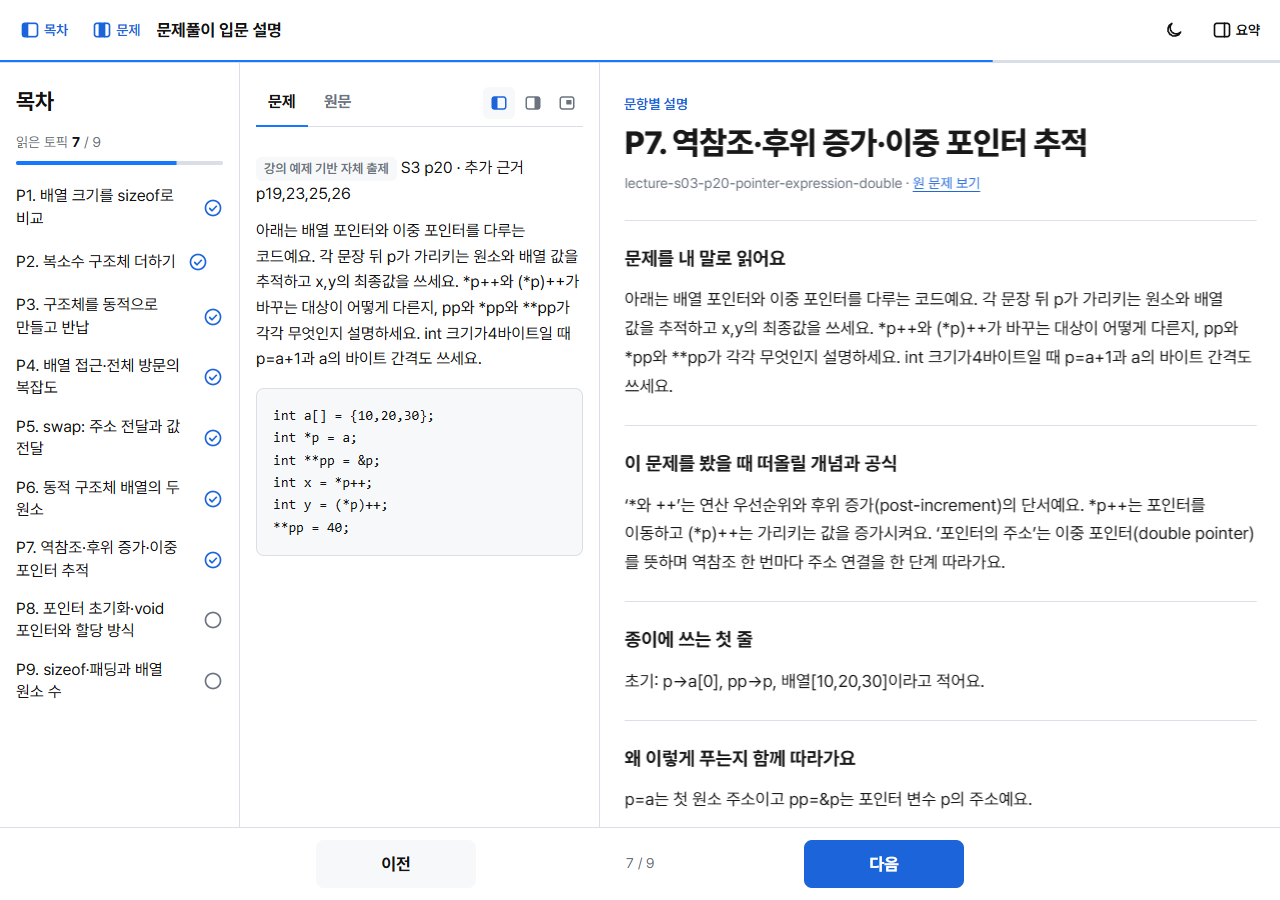 목차
문제
문제풀이 입문 설명
요약
목차
읽은 토픽 7 / 9
P1. 배열 크기를 sizeof로
비교
P2. 복소수 구조체 더하기
P3. 구조체를 동적으로
만들고 반납
P4. 배열 접근·전체 방문의
복잡도
P5. swap: 주소 전달과 값
전달
P6. 동적 구조체 배열의 두
원소
P7. 역참조·후위 증가·이중
포인터 추적
P8. 포인터 초기화·void
포인터와 할당 방식
P9. sizeof·패딩과 배열
원소 수
문제
원문
강의 예제 기반 자체 출제 S3 p20 · 추가 근거
p19,23,25,26
아래는 배열 포인터와 이중 포인터를 다루는
코드예요. 각 문장 뒤 p가 가리키는 원소와 배열 값을
추적하고 x,y의 최종값을 쓰세요. *p++와 (*p)++가
바꾸는 대상이 어떻게 다른지, pp와 *pp와 **pp가
각각 무엇인지 설명하세요. int 크기가4바이트일 때
p=a+1과 a의 바이트 간격도 쓰세요.
int a[] = {10,20,30};
int *p = a;
int **pp = &p;
int x = *p++;
int y = (*p)++;
**pp = 40;
문항별 설명
P7. 역참조·후위 증가·이중 포인터 추적
lecture-s03-p20-pointer-expression-double · 원 문제 보기
문제를 내 말로 읽어요
아래는 배열 포인터와 이중 포인터를 다루는 코드예요. 각 문장 뒤 p가 가리키는 원소와 배열
값을 추적하고 x,y의 최종값을 쓰세요. *p++와 (*p)++가 바꾸는 대상이 어떻게 다른지, pp와
*pp와 **pp가 각각 무엇인지 설명하세요. int 크기가4바이트일 때 p=a+1과 a의 바이트 간격도
쓰세요.
이 문제를 봤을 때 떠올릴 개념과 공식
‘*와 ++’는 연산 우선순위와 후위 증가(post-increment)의 단서예요. *p++는 포인터를
이동하고 (*p)++는 가리키는 값을 증가시켜요. ‘포인터의 주소’는 이중 포인터(double pointer)
를 뜻하며 역참조 한 번마다 주소 연결을 한 단계 따라가요.
종이에 쓰는 첫 줄
초기: p→a[0], pp→p, 배열[10,20,30]이라고 적어요.
왜 이렇게 푸는지 함께 따라가요
p=a는 첫 원소 주소이고 pp=&p는 포인터 변수 p의 주소예요.
이전
7 / 9
다음